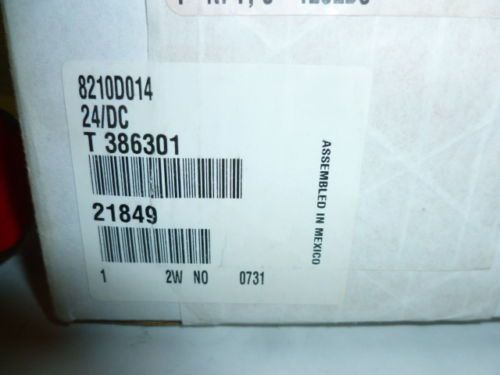 8210D014
24/DC
T 386301
21849
1 2W NO 0731
ASSEMBLED IN MEXICO